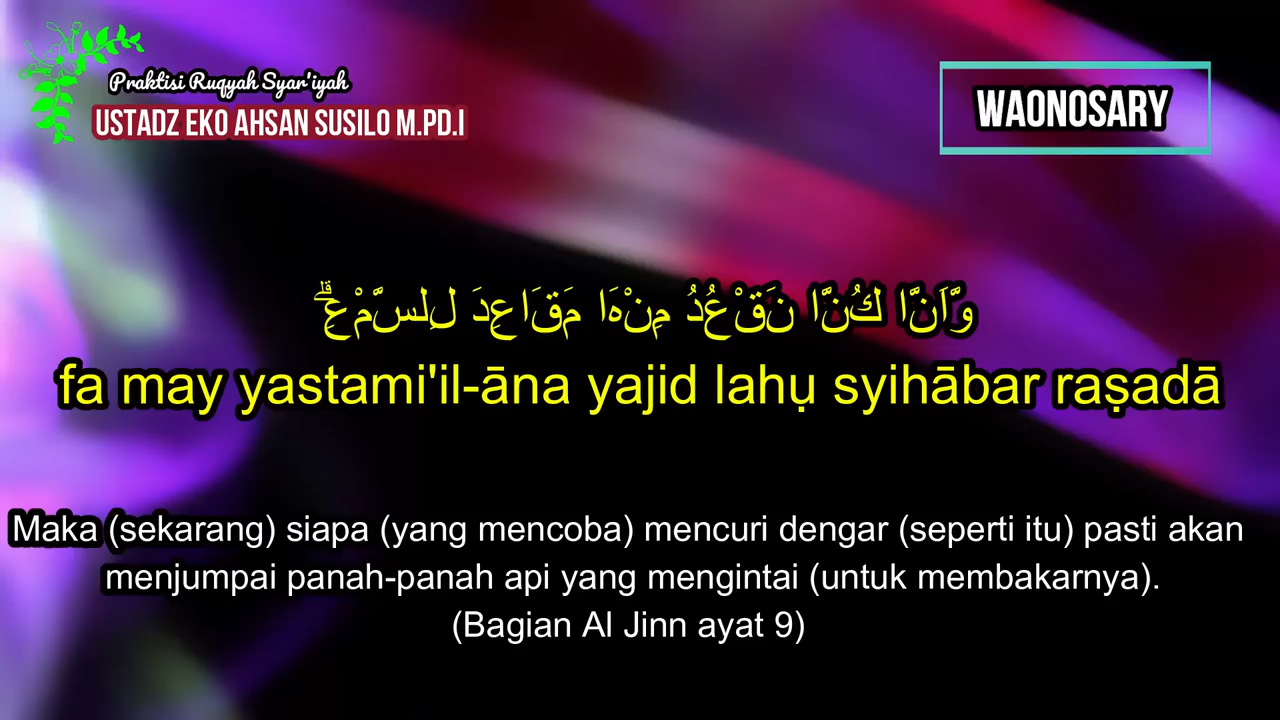 Praktisi Ruqyah Syar'iyah
USTADZ EKO AHSAN SUSILO M.PD.I
WAONOSARY
وَّاَنَّا كُنَّا نَقْعُدُ مِنْهَا مَقَاعِدَ لِلسَّمْعِۗ
fa may yastami'il-āna yajid lahụ syihābar raṣadā
Maka (sekarang) siapa (yang mencoba) mencuri dengar (seperti itu) pasti akan
menjumpai panah-panah api yang mengintai (untuk membakarnya).
(Bagian Al Jinn ayat 9)